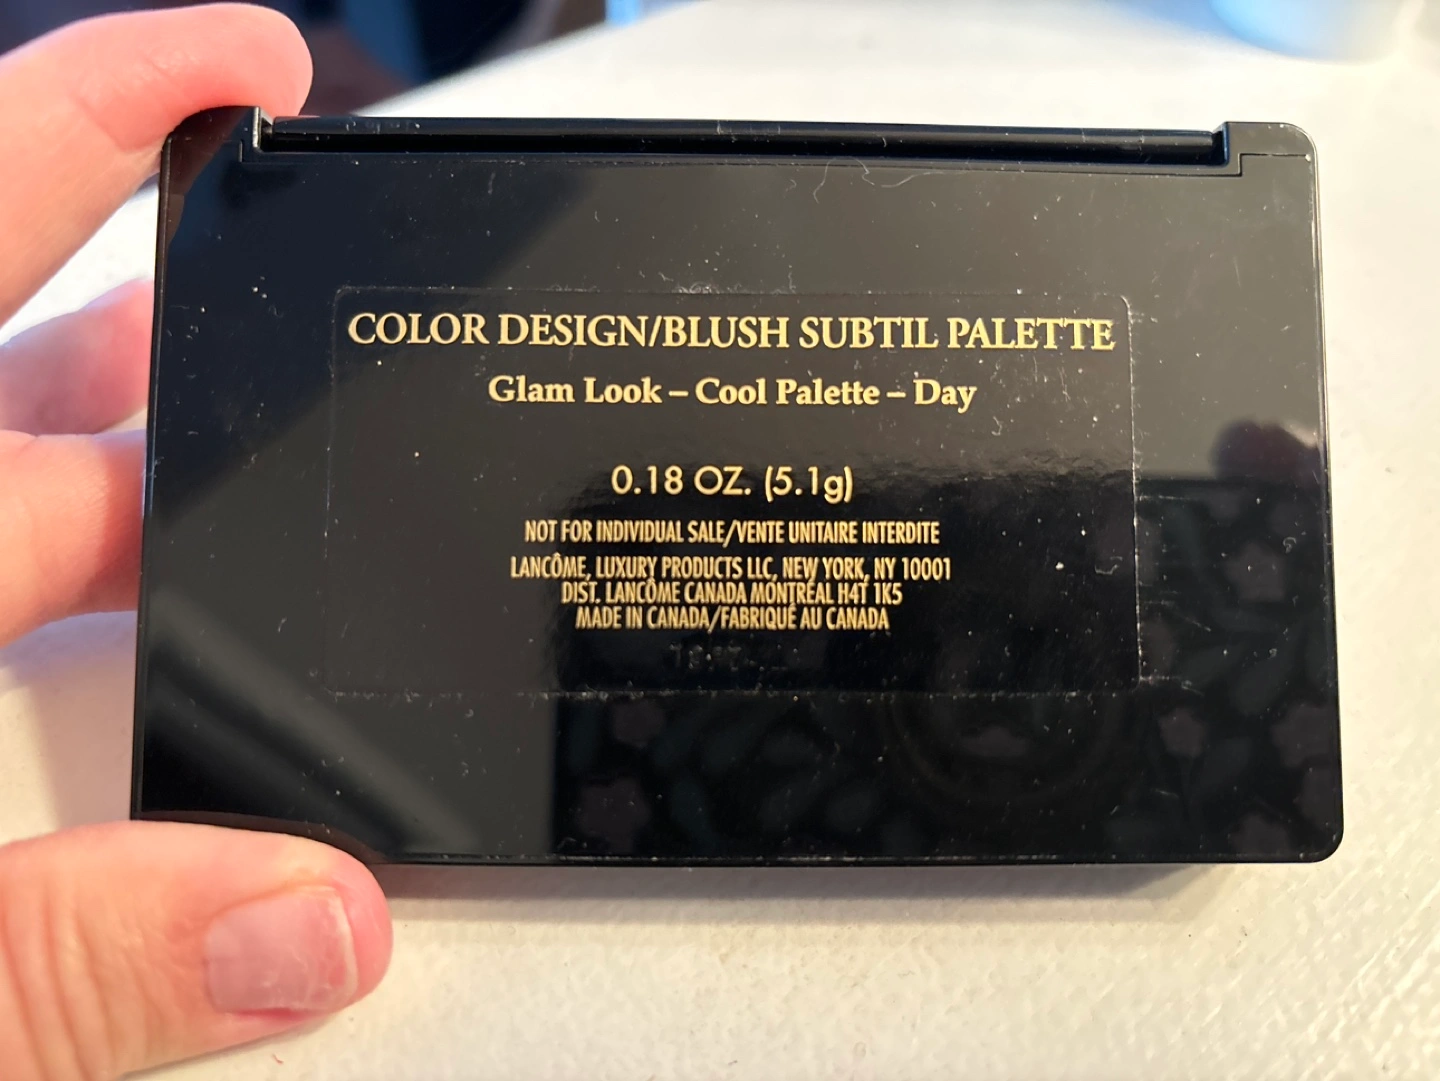 COLOR DESIGN/BLUSH SUBTIL PALETTE
Glam Look – Cool Palette – Day
0.18 OZ. (5.1g)
NOT FOR INDIVIDUAL SALE/VENTE UNITAIRE INTERDITE
LANCÔME, LUXURY PRODUCTS LLC, NEW YORK, NY 10001
DIST. LANCÔME CANADA MONTRÉAL H4T 1K5
MADE IN CANADA/FABRIQUÉ AU CANADA